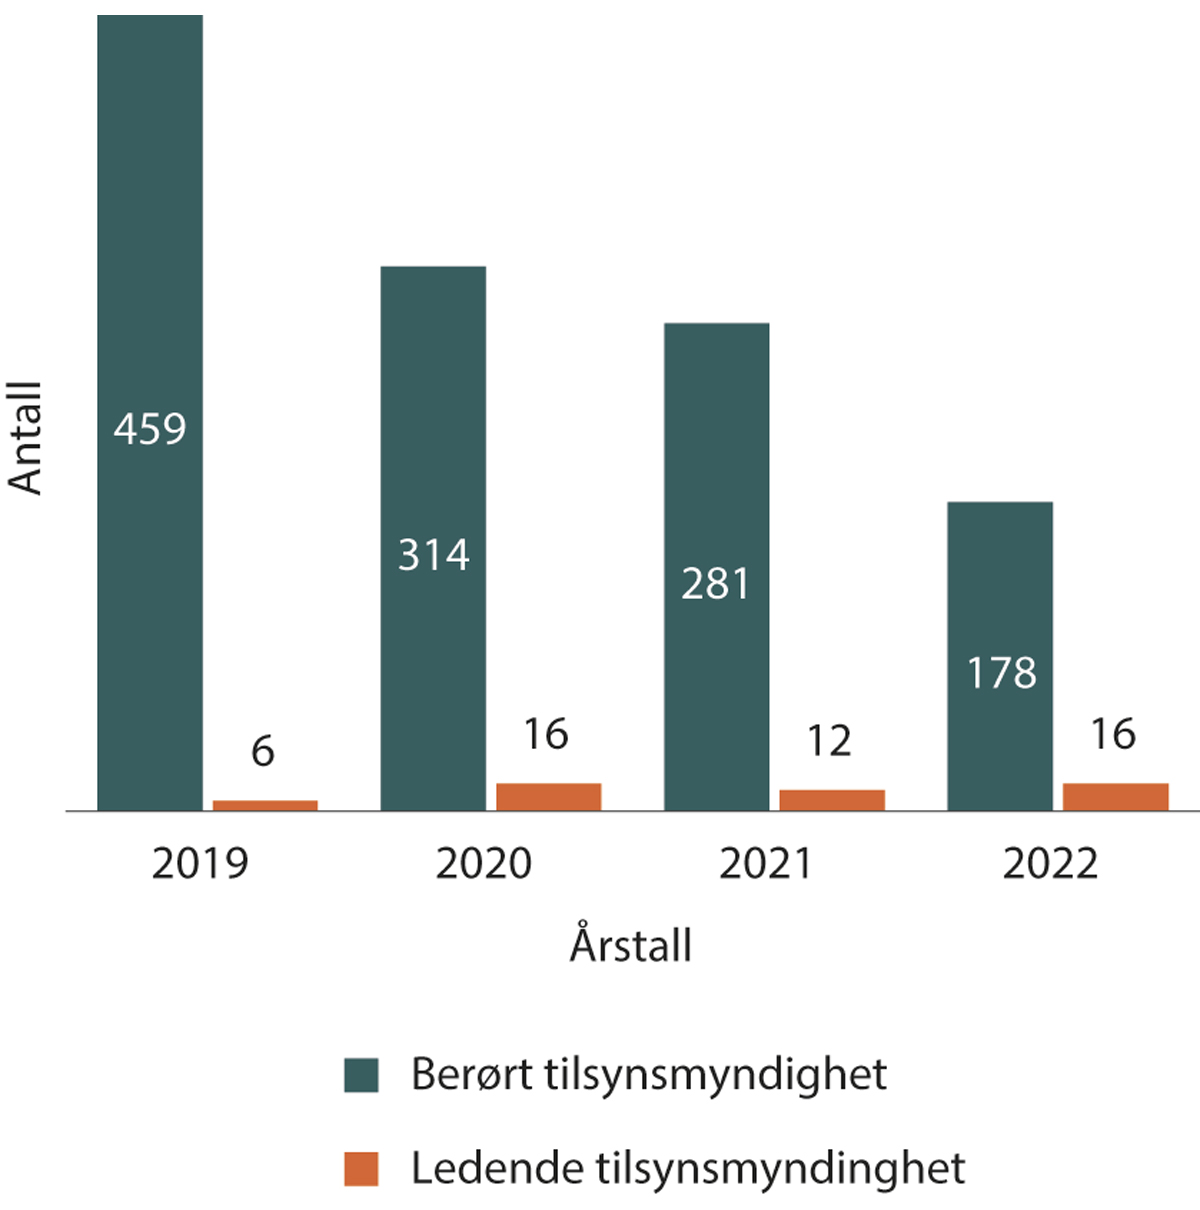 Antall
459
314
281
178
6
16
12
16
2019 2020 2021 2022
Årstall
Berørt tilsynsmyndighet
Ledende tilsynsmyndinghet